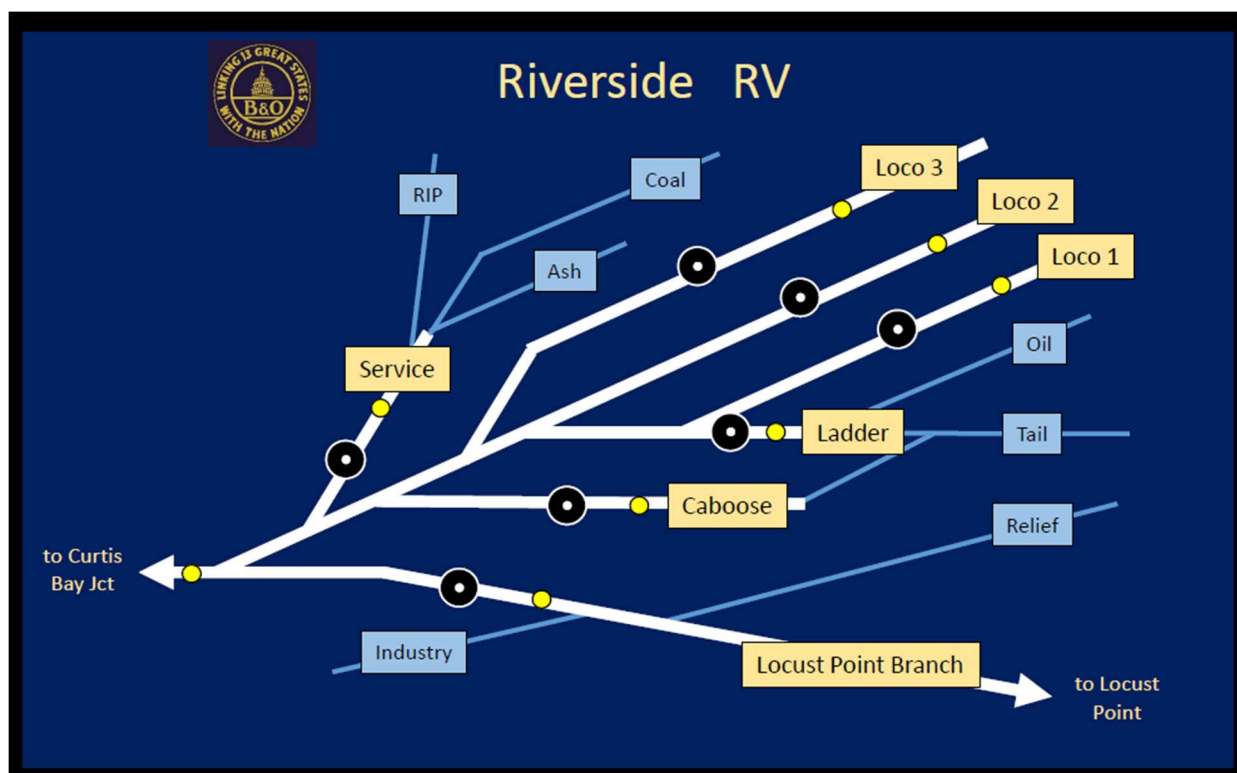 LINKING 13 GREAT STATES
B&O
WITH THE NATION
Riverside RV
Loco 3
Coal
RIP
Loco 2
Loco 1
Ash
Oil
Service
Ladder
Tail
Caboose
Relief
to Curtis
Bay Jct
Industry
Locust Point Branch
to Locust
Point